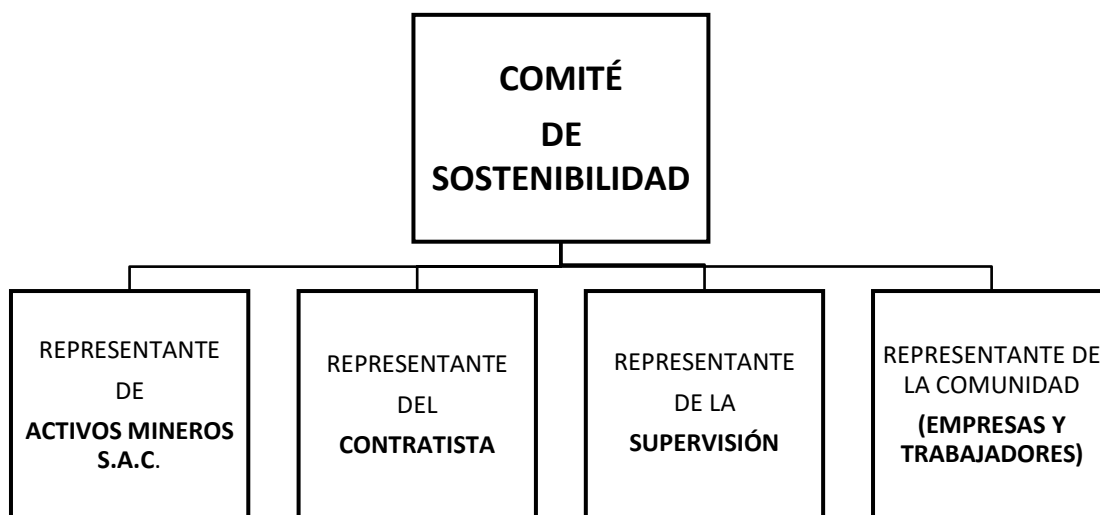 COMITÉ
DE
SOSTENIBILIDAD
REPRESENTANTE
DE
ACTIVOS MINEROS
S.A.C.
REPRESENTANTE
DEL
CONTRATISTA
REPRESENTANTE
DE LA
SUPERVISIÓN
REPRESENTANTE DE
LA COMUNIDAD
(EMPRESAS Y
TRABAJADORES)